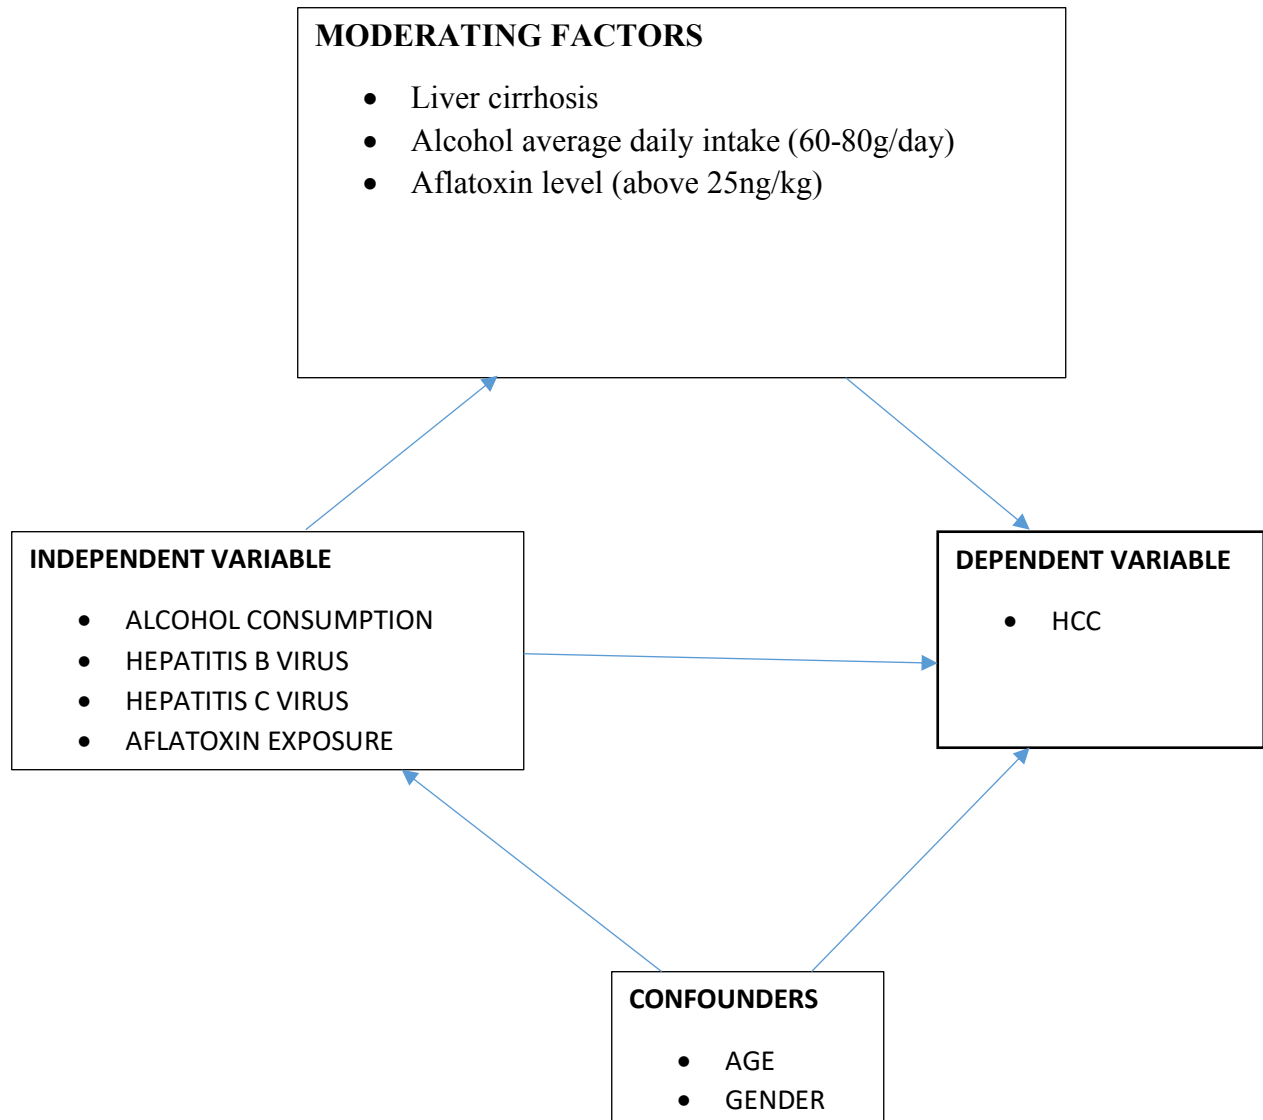 MODERATING FACTORS
• Liver cirrhosis
• Alcohol average daily intake (60-80g/day)
• Aflatoxin level (above 25ng/kg)
INDEPENDENT VARIABLE
• ALCOHOL CONSUMPTION
• HEPATITIS B VIRUS
• HEPATITIS C VIRUS
• AFLATOXIN EXPOSURE
DEPENDENT VARIABLE
• HCC
CONFOUNDERS
• AGE
• GENDER